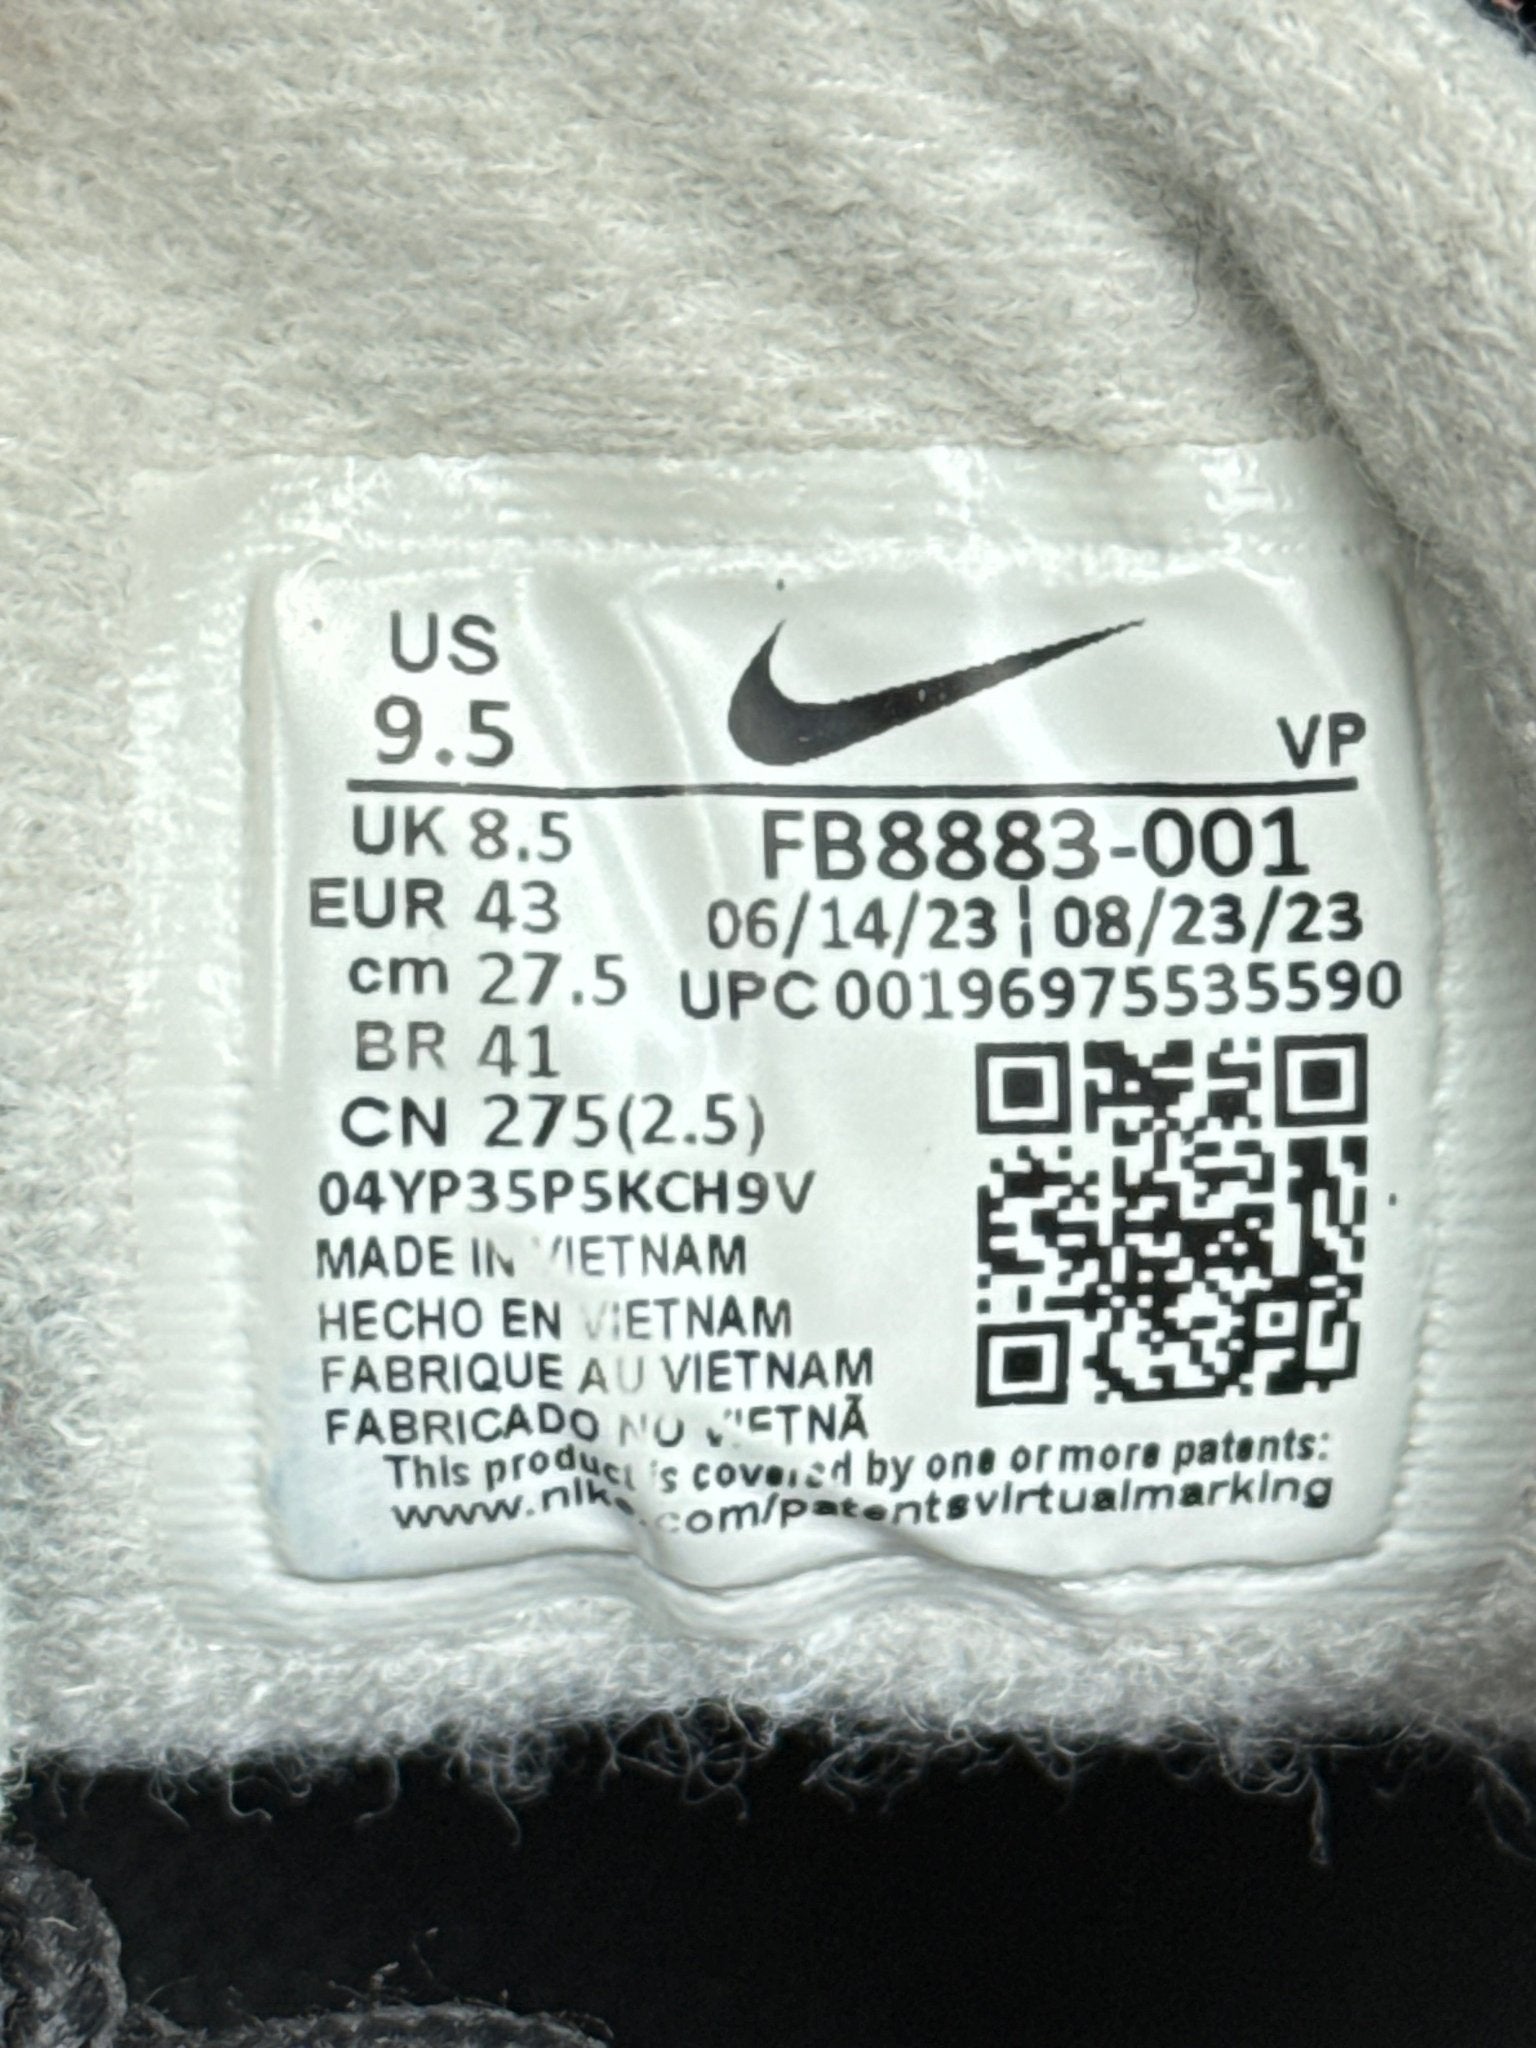 US
9.5
VP
UK 8.5
EUR 43
cm 27.5
BR 41
CN 275(2.5)
FB8883-001
06/14/23 | 08/23/23
UPC 00196975535590
04YP35P5KCH9V
MADE IN VIETNAM
HECHO EN VIETNAM
FABRIQUE AU VIETNAM
FABRICADO NO VIETNÃ
This product is covered by one or more patents:
www.nike.com/patentsvirtualmarking